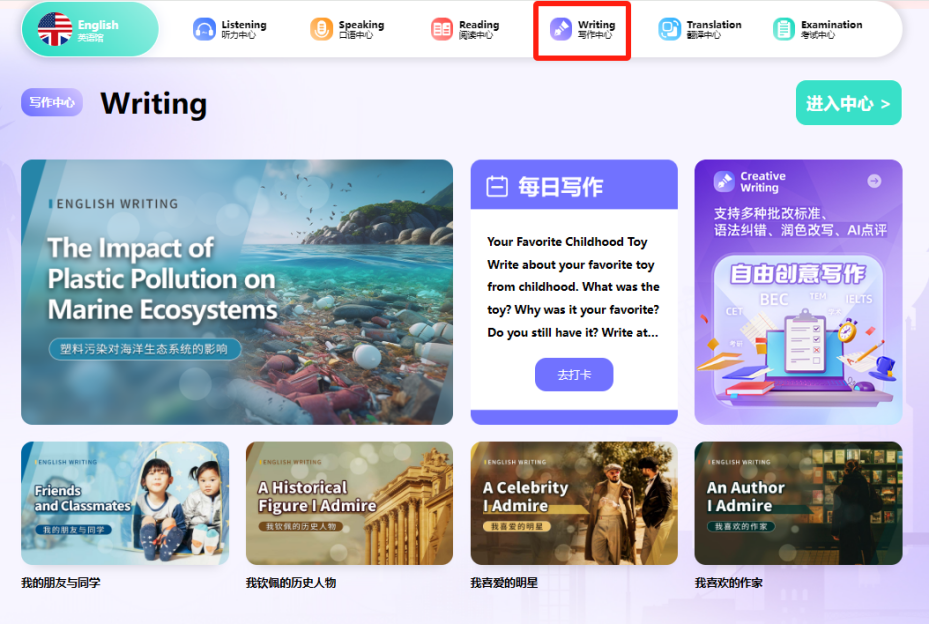 English
英语院
Listening
听力中心
Speaking
口语中心
Reading
阅读中心
Writing
写作中心
Translation
翻译中心
Examination
考试中心
写作中心
Writing
进入中心 >
ENGLISH WRITING
The Impact of
Plastic Pollution on
Marine Ecosystems
塑料污染对海洋生态系统的影响
每日写作
Your Favorite Childhood Toy
Write about your favorite toy
from childhood. What was the
toy? Why was it your favorite?
Do you still have it? Write at...
去打卡
Creative
Writing
支持多种批改标准、
语法纠错、润色改写、AI点评
自由创意写作
BEC
TEM
IELTS
CET
考研
ENGLISH WRITING
Friends
and Classmates
我的朋友与同学
我的朋友与同学
ENGLISH WRITING
A Historical
Figure I Admire
我钦佩的历史人物
我钦佩的历史人物
ENGLISH WRITING
A Celebrity
I Admire
我喜爱的明星
我喜爱的明星
ENGLISH WRITING
An Author
I Admire
我喜欢的作家
我喜欢的作家